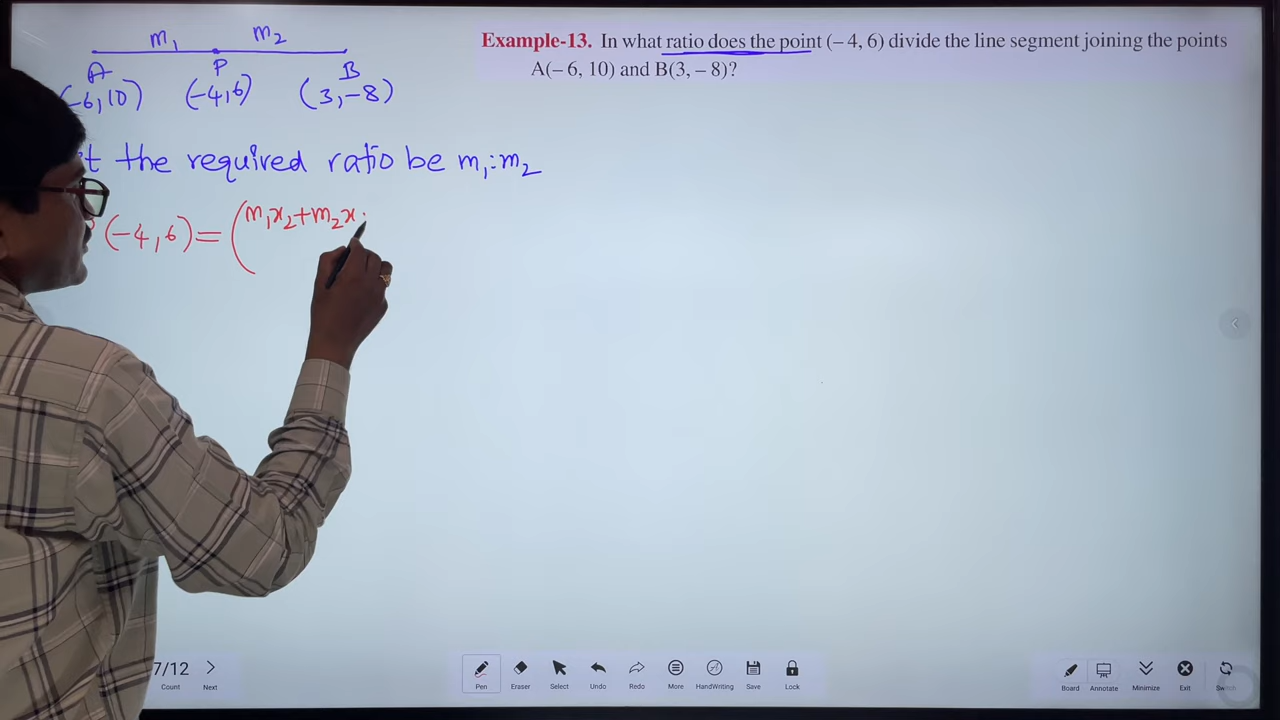 m₁ m₂
A P B
-6,10) (-4,6) (3,-8)
the required ratio be m₁:m₂
(-4,6) = (m₁x₂+m₂x
Example-13. In what ratio does the point (– 4, 6) divide the line segment joining the points
A(– 6, 10) and B(3, – 8)?
7/12
Count Next
Pen Eraser Select Undo Redo More HandWriting Save Lock
Board Annotate Minimize Exit Switch